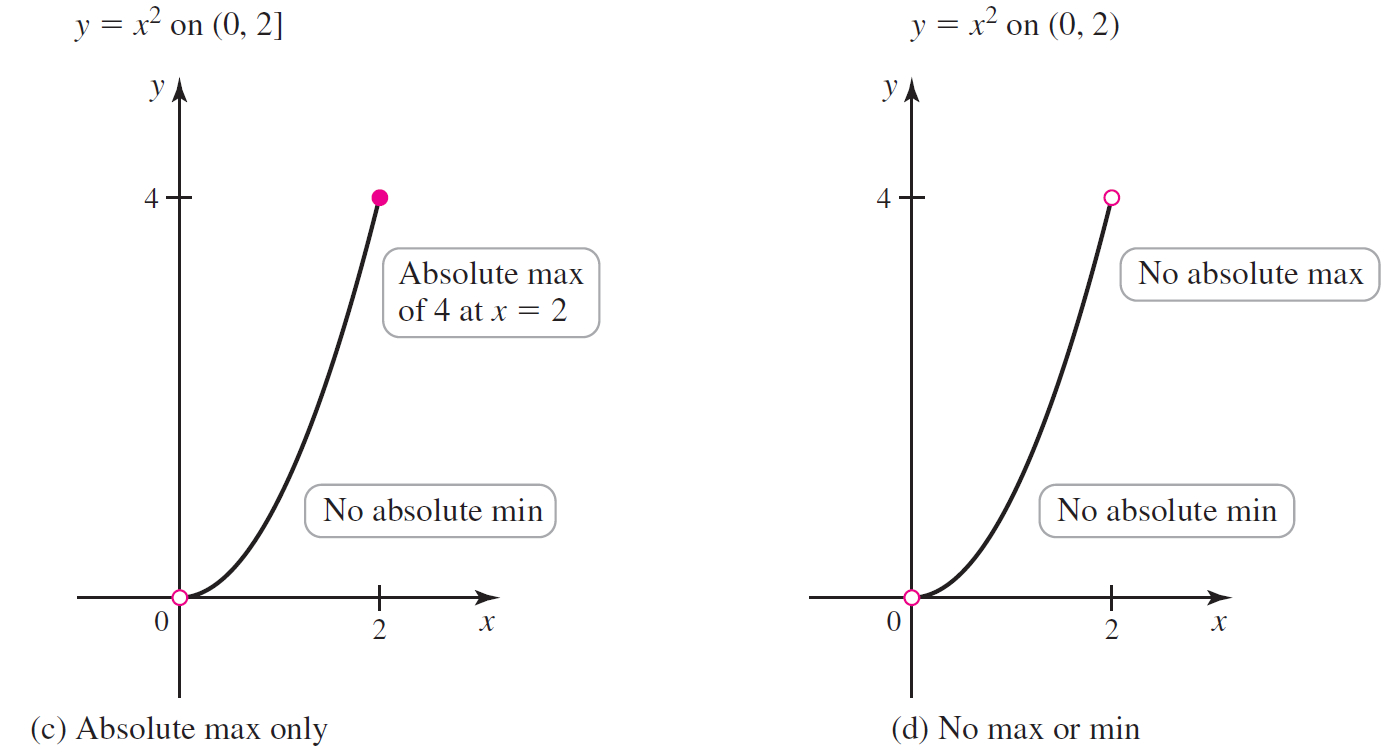 y = x² on (0, 2]
y
4
Absolute max
of 4 at x = 2
No absolute min
0
2
x
(c) Absolute max only
y = x² on (0, 2)
y
4
No absolute max
No absolute min
0
2
x
(d) No max or min